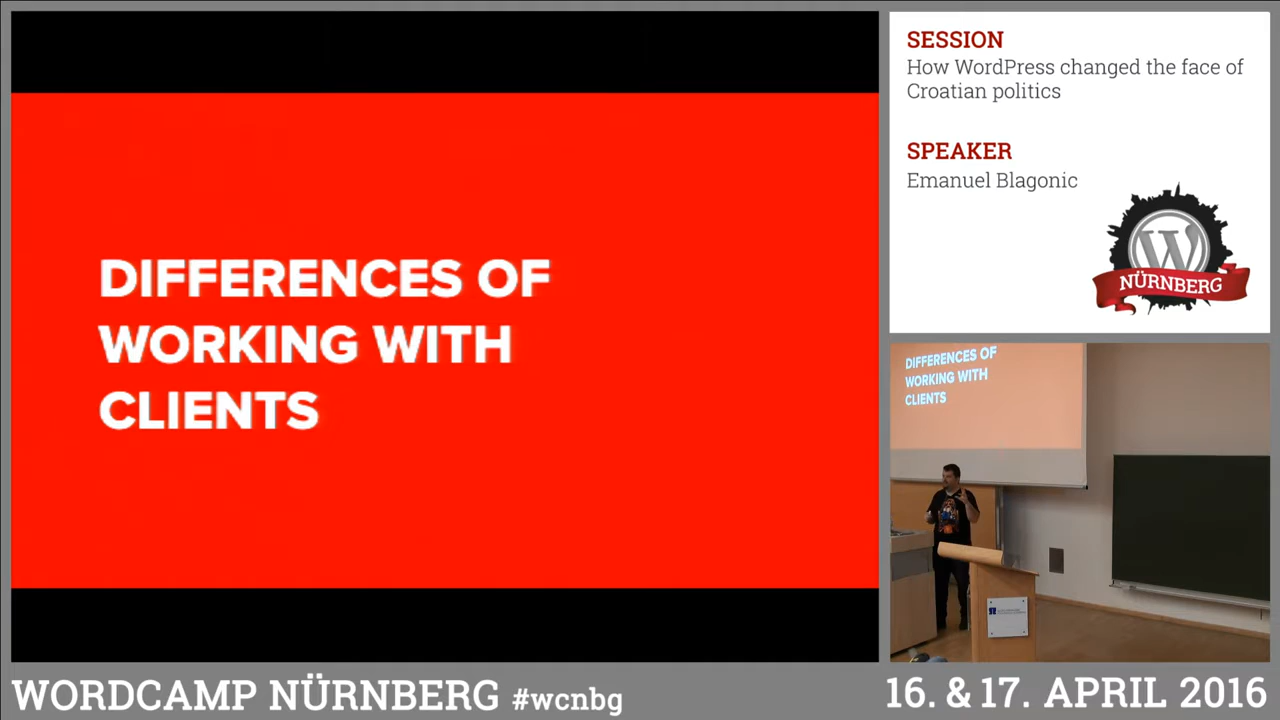 DIFFERENCES OF
WORKING WITH
CLIENTS
SESSION
How WordPress changed the face of
Croatian politics
SPEAKER
Emanuel Blagonic
W
NÜRNBERG
DIFFERENCES OF
WORKING WITH
CLIENTS
WORDCAMP NÜRNBERG #wcnbg
16. & 17. APRIL 2016